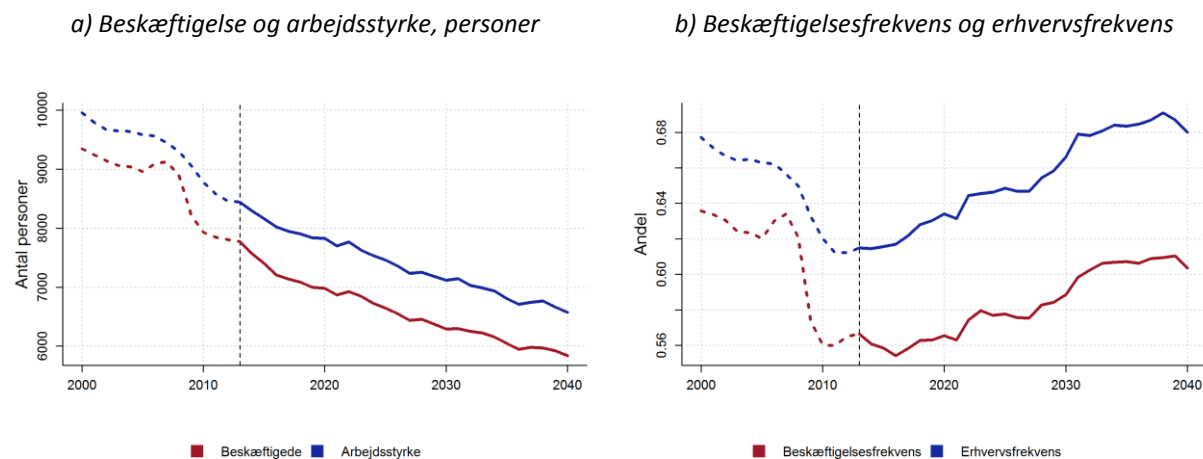 a) Beskæftigelse og arbejdsstyrke, personer
Antal personer
10000
9000
8000
7000
6000
2000
2010
2020
2030
2040
Beskæftigede
Arbejdsstyrke
b) Beskæftigelsesfrekvens og erhvervsfrekvens
Andel
0.68
0.64
0.60
0.56
2000
2010
2020
2030
2040
Beskæftigelsesfrekvens
Erhvervsfrekvens